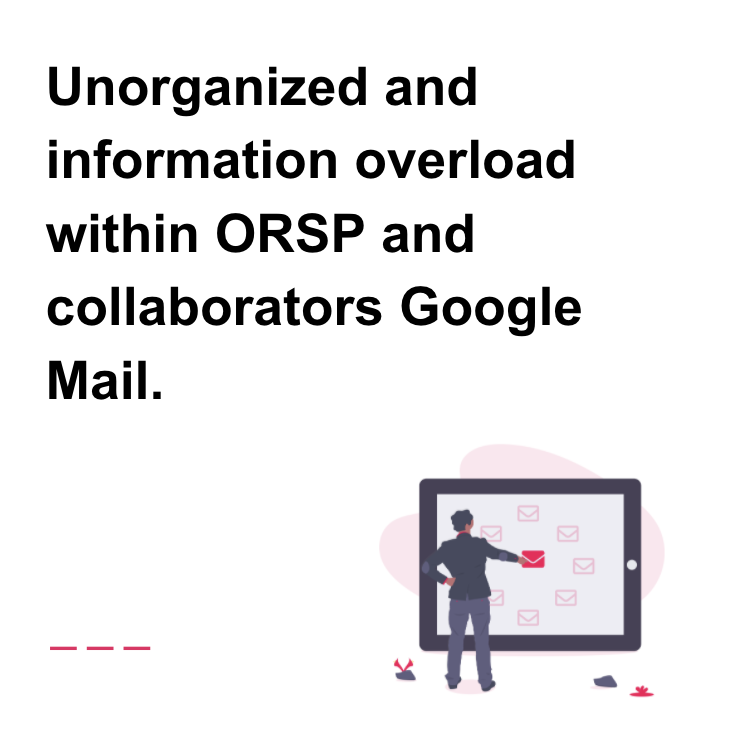 Unorganized and
information overload
within ORSP and
collaborators Google
Mail.